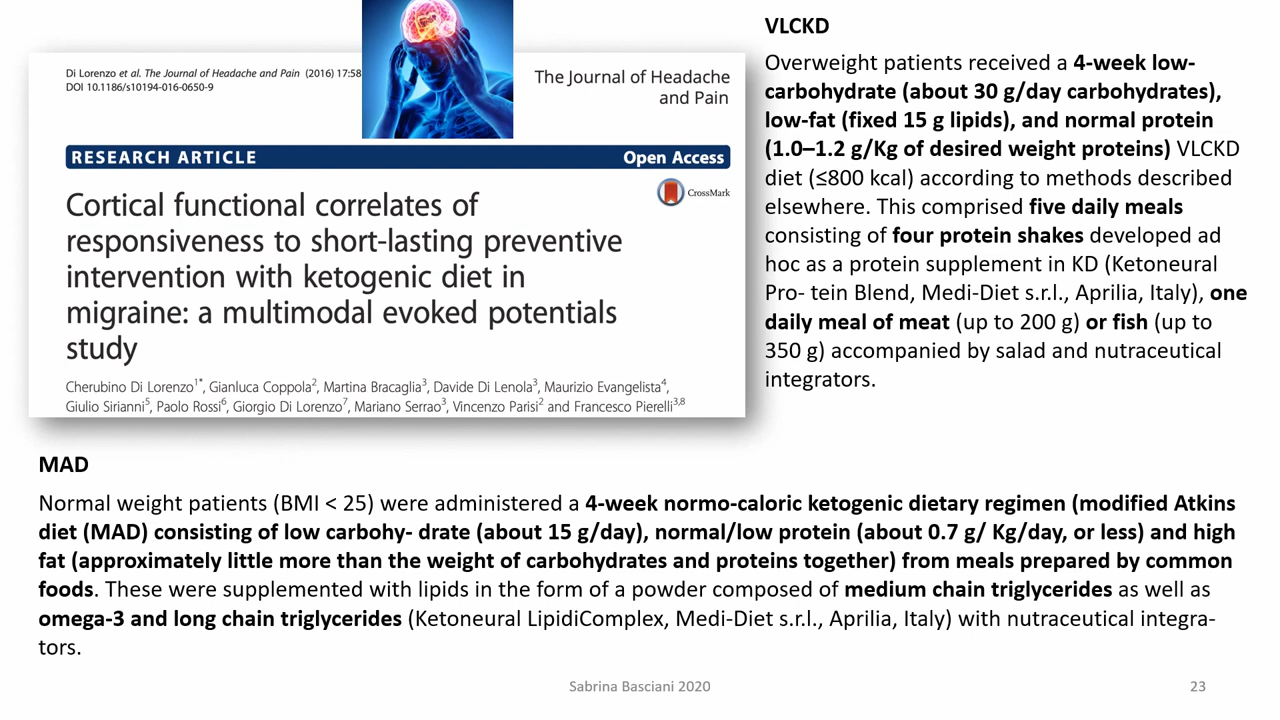 Di Lorenzo et al. The Journal of Headache and Pain (2016) 17:58
DOI 10.1186/s10194-016-0650-9
The Journal of Headache
and Pain
RESEARCH ARTICLE
Open Access
CrossMark
Cortical functional correlates of
responsiveness to short-lasting preventive
intervention with ketogenic diet in
migraine: a multimodal evoked potentials
study
Cherubino Di Lorenzo1*, Gianluca Coppola2, Martina Bracaglia3, Davide Di Lenola3, Maurizio Evangelista4,
Giulio Sirianni5, Paolo Rossi6, Giorgio Di Lorenzo7, Mariano Serrao3, Vincenzo Parisi2 and Francesco Pierelli3,8
VLCKD
Overweight patients received a 4-week low-
carbohydrate (about 30 g/day carbohydrates),
low-fat (fixed 15 g lipids), and normal protein
(1.0–1.2 g/Kg of desired weight proteins) VLCKD
diet (≤800 kcal) according to methods described
elsewhere. This comprised five daily meals
consisting of four protein shakes developed ad
hoc as a protein supplement in KD (Ketoneural
Pro- tein Blend, Medi-Diet s.r.l., Aprilia, Italy), one
daily meal of meat (up to 200 g) or fish (up to
350 g) accompanied by salad and nutraceutical
integrators.
MAD
Normal weight patients (BMI < 25) were administered a 4-week normo-caloric ketogenic dietary regimen (modified Atkins
diet (MAD) consisting of low carbohy- drate (about 15 g/day), normal/low protein (about 0.7 g/ Kg/day, or less) and high
fat (approximately little more than the weight of carbohydrates and proteins together) from meals prepared by common
foods. These were supplemented with lipids in the form of a powder composed of medium chain triglycerides as well as
omega-3 and long chain triglycerides (Ketoneural LipidiComplex, Medi-Diet s.r.l., Aprilia, Italy) with nutraceutical integra-
tors.
Sabrina Basciani 2020
23